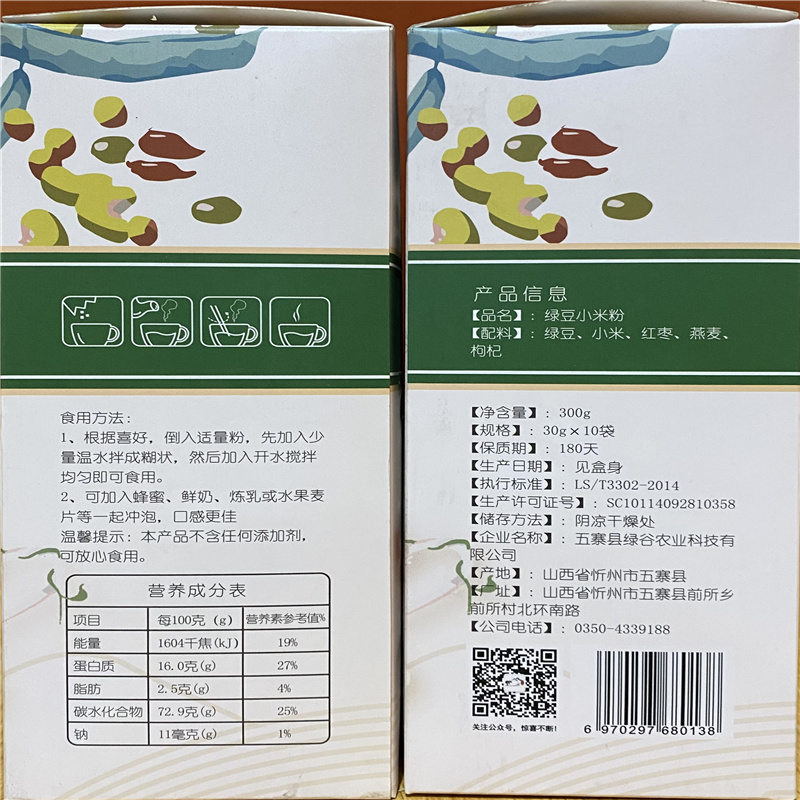 食用方法：
1、根据喜好，倒入适量粉，先加入少
量温水拌成糊状，然后加入开水搅拌
均匀即可食用。
2、可加入蜂蜜、鲜奶、炼乳或水果麦
片等一起冲泡，口感更佳
温馨提示：本产品不含任何添加剂，
可放心食用。
营养成分表
项目 每100克 (g) 营养素参考值%
能量 1604千焦(kJ) 19%
蛋白质 16.0克(g) 27%
脂肪 2.5克(g) 4%
碳水化合物 72.9克(g) 25%
钠 11毫克(g) 1%
产品信息
【品名】：绿豆小米粉
【配料】：绿豆、小米、红枣、燕麦、
枸杞
【净含量】：300g
【规格】：30g×10袋
【保质期】：180天
【生产日期】：见盒身
【执行标准】：LS/T3302-2014
【生产许可证号】：SC10114092810358
【储存方法】：阴凉干燥处
【企业名称】：五寨县绿谷农业科技有
限公司
【产地】：山西省忻州市五寨县
【厂址】：山西省忻州市五寨县前所乡
前所村北环南路
【公司电话】：0350-4339188
关注公众号，惊喜不断！
6 970297 680138